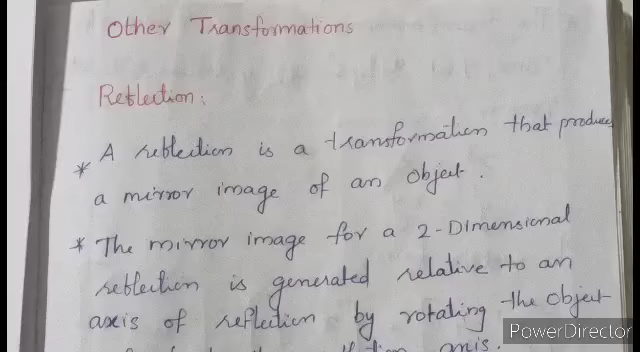 Other Transformations
Reflection:
* A reflection is a transformation that produces
a mirror image of an object.
* The mirror image for a 2-Dimensional
reflection is generated relative to an
axis of reflection by rotating the object
axis.
PowerDirector